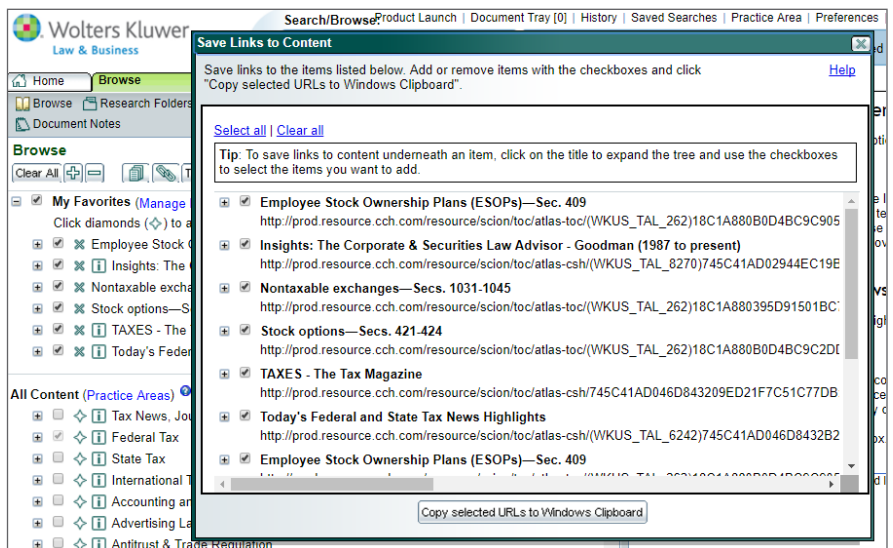 Wolters Kluwer
Law & Business
Search/Browse:
Product Launch | Document Tray [0] | History | Saved Searches | Practice Area | Preferences
Home
Browse
Browse
Research Folders
Document Notes
Browse
Clear All
My Favorites (Manage
Click diamonds ( ) to a
Employee Stock
Insights: The
Nontaxable excha
Stock options—S
TAXES - The
Today's Feder
All Content (Practice Areas)
Tax News, Jou
Federal Tax
State Tax
International T
Accounting an
Advertising La
Antitrust & Trade Regulation
Save Links to Content
Save links to the items listed below. Add or remove items with the checkboxes and click
"Copy selected URLs to Windows Clipboard".
Help
Select all | Clear all
Tip: To save links to content underneath an item, click on the title to expand the tree and use the checkboxes
to select the items you want to add.
Employee Stock Ownership Plans (ESOPs)—Sec. 409
http://prod.resource.cch.com/resource/scion/toc/atlas-toc/(WKUS_TAL_262)18C1A880B0D4BC9C905
Insights: The Corporate & Securities Law Advisor - Goodman (1987 to present)
http://prod.resource.cch.com/resource/scion/toc/atlas-csh/(WKUS_TAL_8270)745C41AD02944EC19E
Nontaxable exchanges—Secs. 1031-1045
http://prod.resource.cch.com/resource/scion/toc/atlas-toc/(WKUS_TAL_262)18C1A880395D91501BC
Stock options—Secs. 421-424
http://prod.resource.cch.com/resource/scion/toc/atlas-toc/(WKUS_TAL_262)18C1A880B0D4BC9C2D
TAXES - The Tax Magazine
http://prod.resource.cch.com/resource/scion/toc/atlas-csh/745C41AD046D843209ED21F7C51C77DB
Today's Federal and State Tax News Highlights
http://prod.resource.cch.com/resource/scion/toc/atlas-csh/(WKUS_TAL_6242)745C41AD046D8432B2
Employee Stock Ownership Plans (ESOPs)—Sec. 409
Copy selected URLs to Windows Clipboard